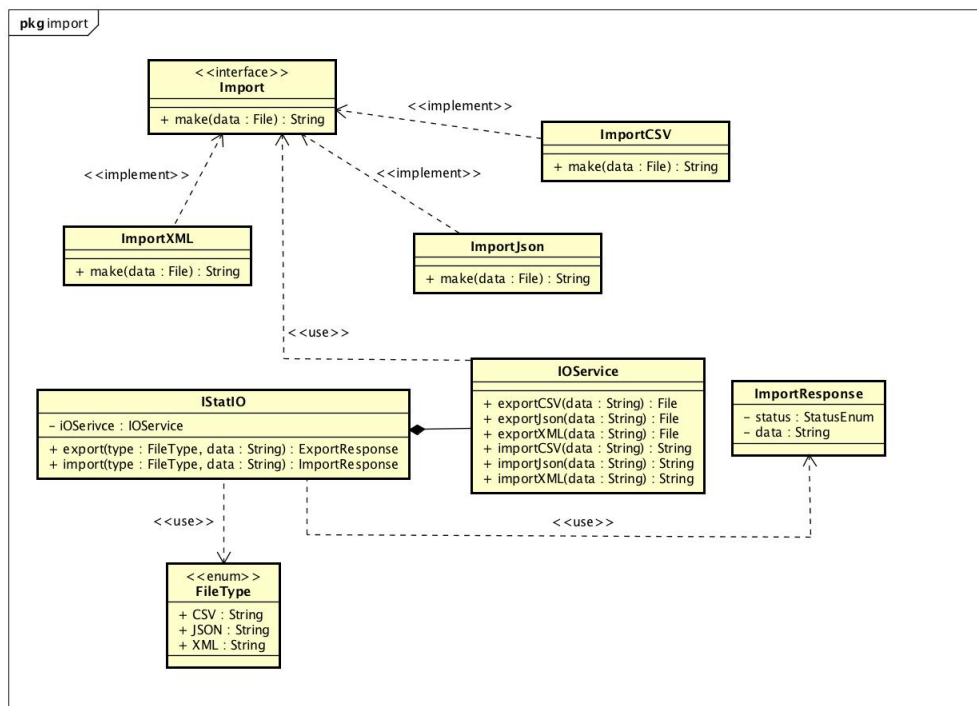 pkg import
<<interface>>
Import
+ make(data : File) : String
<<implement>>
ImportCSV
+ make(data : File) : String
<<implement>>
<<implement>>
ImportXML
+ make(data : File) : String
ImportJson
+ make(data : File) : String
<<use>>
IOService
+ exportCSV(data : String) : File
+ exportJson(data : String) : File
+ exportXML(data : String) : File
+ importCSV(data : String) : String
+ importJson(data : String) : String
+ importXML(data : String) : String
IStatIO
- iOSerivce : IOService
+ export(type : FileType, data : String) : ExportResponse
+ import(type : FileType, data : String) : ImportResponse
ImportResponse
- status : StatusEnum
- data : String
<<use>>
<<use>>
<<enum>>
FileType
+ CSV : String
+ JSON : String
+ XML : String